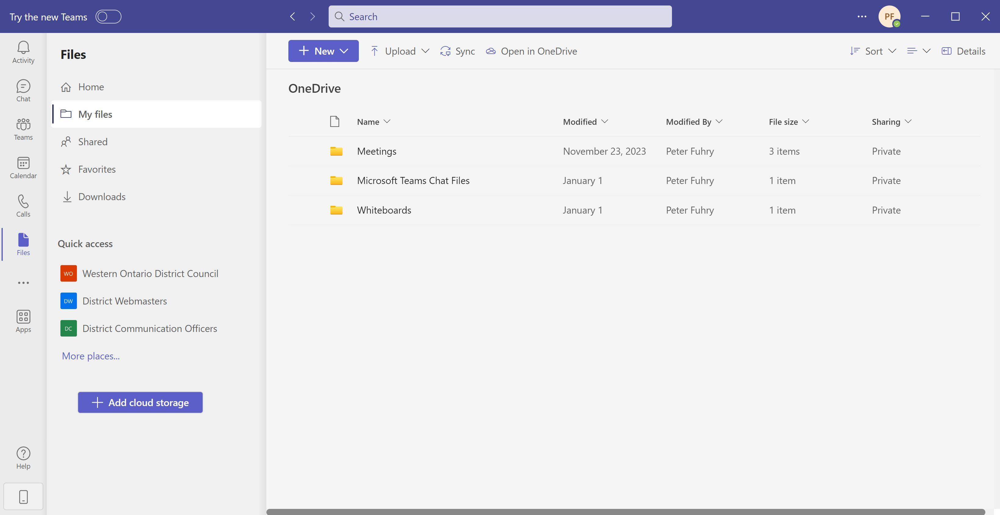 Try the new Teams
Search
PF
Activity
Chat
Teams
Calendar
Calls
Files
Apps
Help
Files
Home
My files
Shared
Favorites
Downloads
Quick access
WO Western Ontario District Council
DW District Webmasters
DC District Communication Officers
More places...
Add cloud storage
New Upload Sync Open in OneDrive Sort Details
OneDrive
Name Modified Modified By File size Sharing
Meetings November 23, 2023 Peter Fuhry 3 items Private
Microsoft Teams Chat Files January 1 Peter Fuhry 1 item Private
Whiteboards January 1 Peter Fuhry 1 item Private